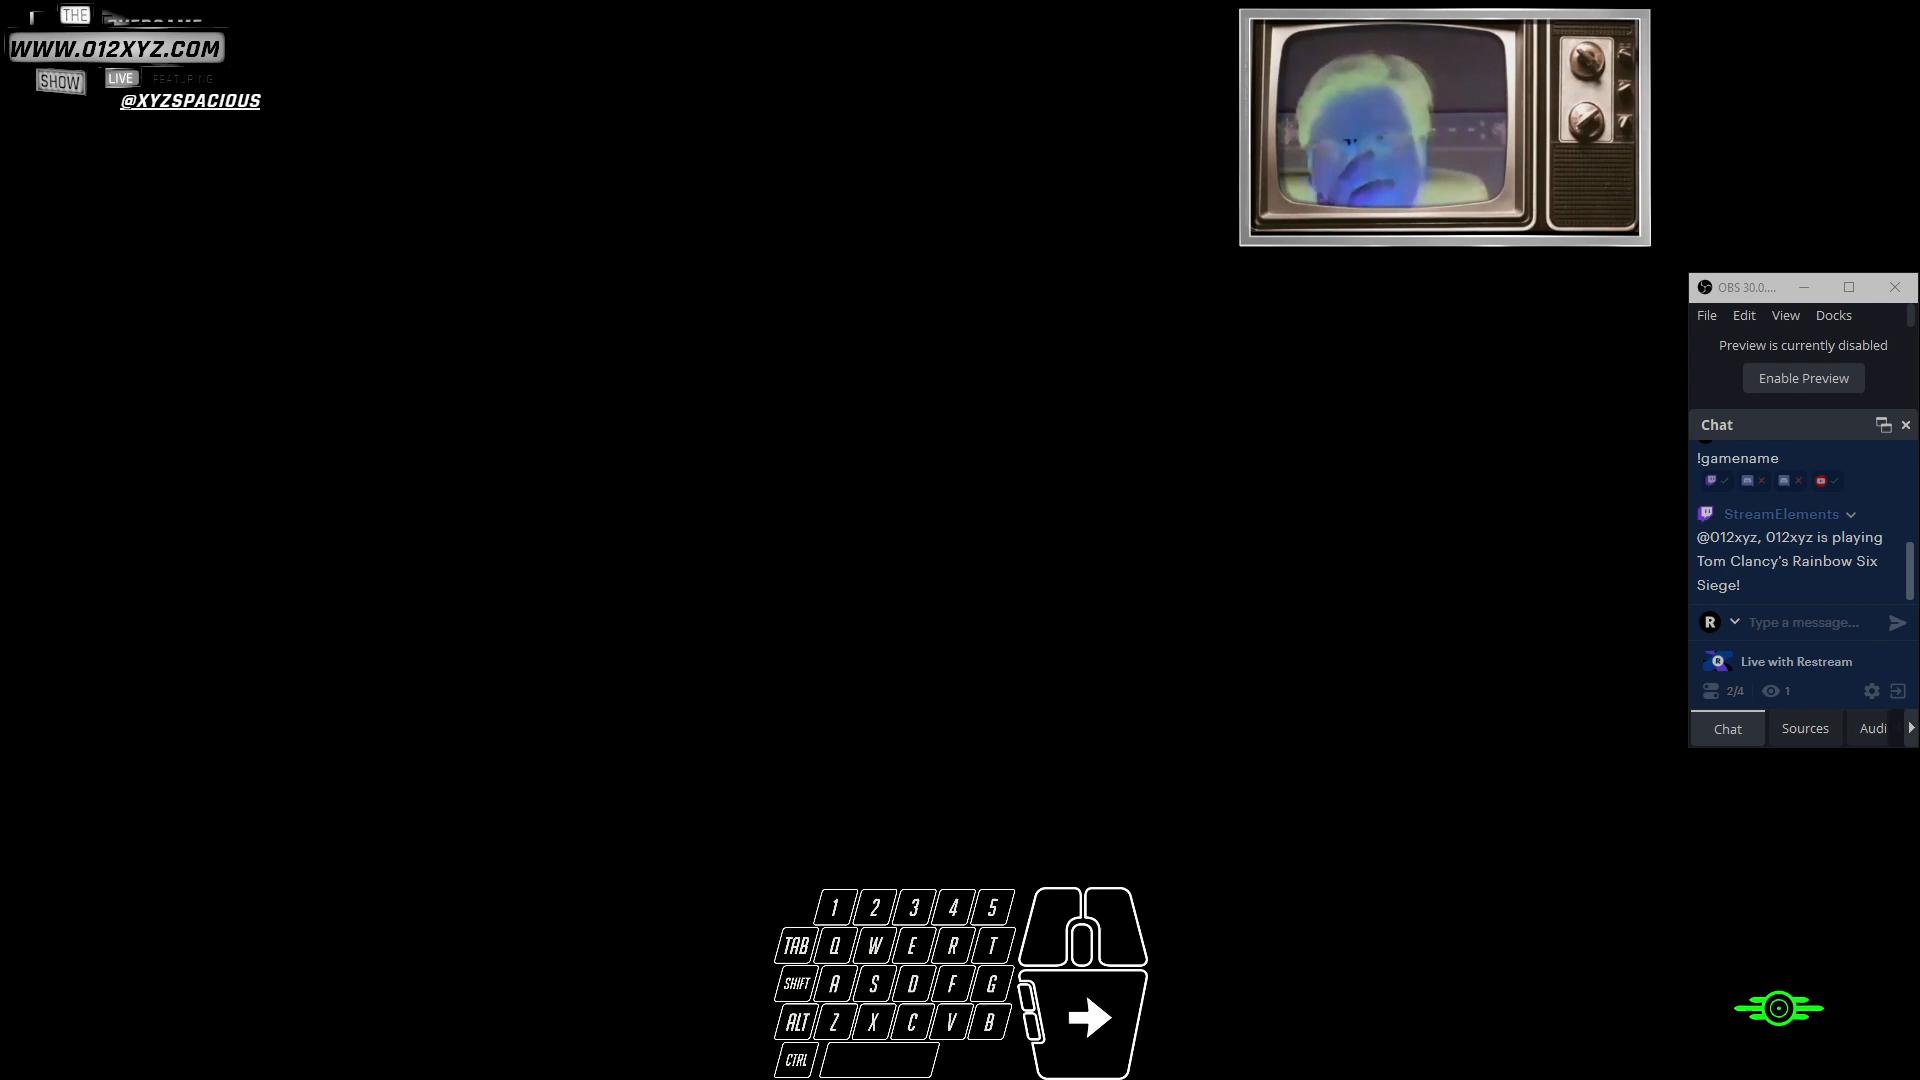 THE
WWW.012XYZ.COM
SHOW
LIVE
FEATURING
@XYZSPACIOUS
OBS 30.0....
File Edit View Docks
Preview is currently disabled
Enable Preview
Chat
!gamename
StreamElements
@012xyz, 012xyz is playing
Tom Clancy's Rainbow Six
Siege!
R Type a message...
Live with Restream
2/4 1
Chat Sources Audi
1 2 3 4 5
TAB Q W E R T
SHIFT A S D F G
ALT Z X C V B
CTRL